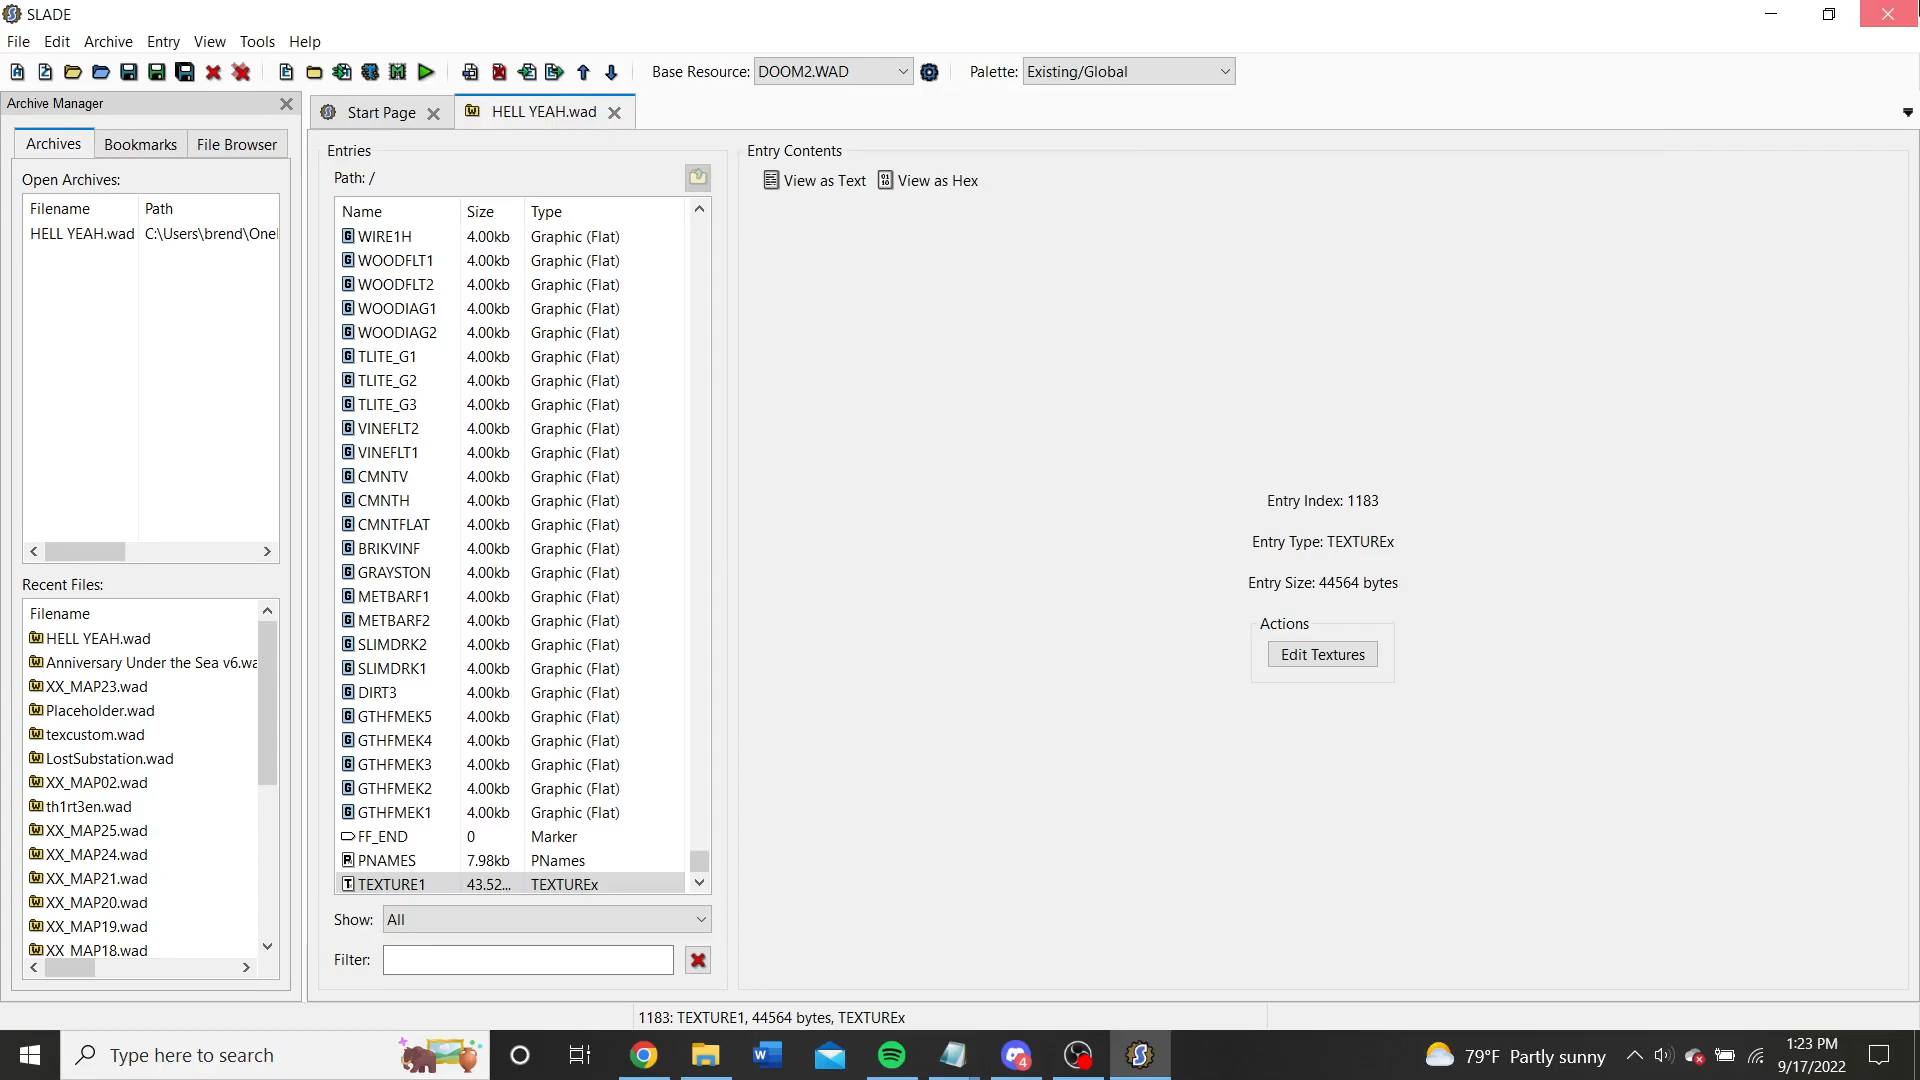 SLADE
File Edit Archive Entry View Tools Help
Base Resource: DOOM2.WAD Palette: Existing/Global
Archive Manager
Start Page HELL YEAH.wad
Archives Bookmarks File Browser
Open Archives:
Filename Path
HELL YEAH.wad C:\Users\brend\One
Recent Files:
Filename
HELL YEAH.wad
Anniversary Under the Sea v6.wa
XX_MAP23.wad
Placeholder.wad
texcustom.wad
LostSubstation.wad
XX_MAP02.wad
th1rt3en.wad
XX_MAP25.wad
XX_MAP24.wad
XX_MAP21.wad
XX_MAP20.wad
XX_MAP19.wad
XX_MAP18.wad
Entries
Path: /
Name Size Type
WIRE1H 4.00kb Graphic (Flat)
WOODFLT1 4.00kb Graphic (Flat)
WOODFLT2 4.00kb Graphic (Flat)
WOODIAG1 4.00kb Graphic (Flat)
WOODIAG2 4.00kb Graphic (Flat)
TLITE_G1 4.00kb Graphic (Flat)
TLITE_G2 4.00kb Graphic (Flat)
TLITE_G3 4.00kb Graphic (Flat)
VINEFLT2 4.00kb Graphic (Flat)
VINEFLT1 4.00kb Graphic (Flat)
CMNTV 4.00kb Graphic (Flat)
CMNTH 4.00kb Graphic (Flat)
CMNTFLAT 4.00kb Graphic (Flat)
BRIKVINF 4.00kb Graphic (Flat)
GRAYSTON 4.00kb Graphic (Flat)
METBARF1 4.00kb Graphic (Flat)
METBARF2 4.00kb Graphic (Flat)
SLIMDRK2 4.00kb Graphic (Flat)
SLIMDRK1 4.00kb Graphic (Flat)
DIRT3 4.00kb Graphic (Flat)
GTHFMEK5 4.00kb Graphic (Flat)
GTHFMEK4 4.00kb Graphic (Flat)
GTHFMEK3 4.00kb Graphic (Flat)
GTHFMEK2 4.00kb Graphic (Flat)
GTHFMEK1 4.00kb Graphic (Flat)
FF_END 0 Marker
PNAMES 7.98kb PNames
TEXTURE1 43.52... TEXTUREx
Show: All
Filter:
Entry Contents
View as Text View as Hex
Entry Index: 1183
Entry Type: TEXTUREx
Entry Size: 44564 bytes
Actions
Edit Textures
1183: TEXTURE1, 44564 bytes, TEXTUREx
Type here to search
4
79°F Partly sunny
1:23 PM
9/17/2022